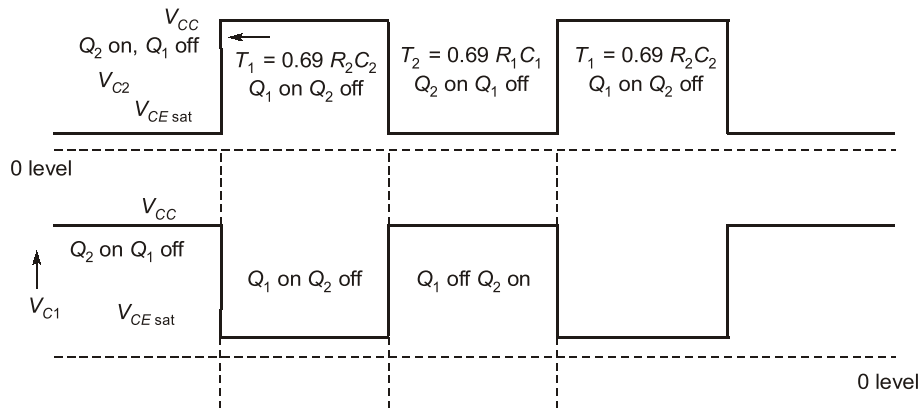 V_CC
Q_2 on, Q_1 off
T_1 = 0.69 R_2C_2
Q_1 on Q_2 off
T_2 = 0.69 R_1C_1
Q_2 on Q_1 off
T_1 = 0.69 R_2C_2
Q_1 on Q_2 off
V_C2
V_CE sat
0 level
V_CC
Q_2 on Q_1 off
Q_1 on Q_2 off
Q_1 off Q_2 on
V_C1
V_CE sat
0 level